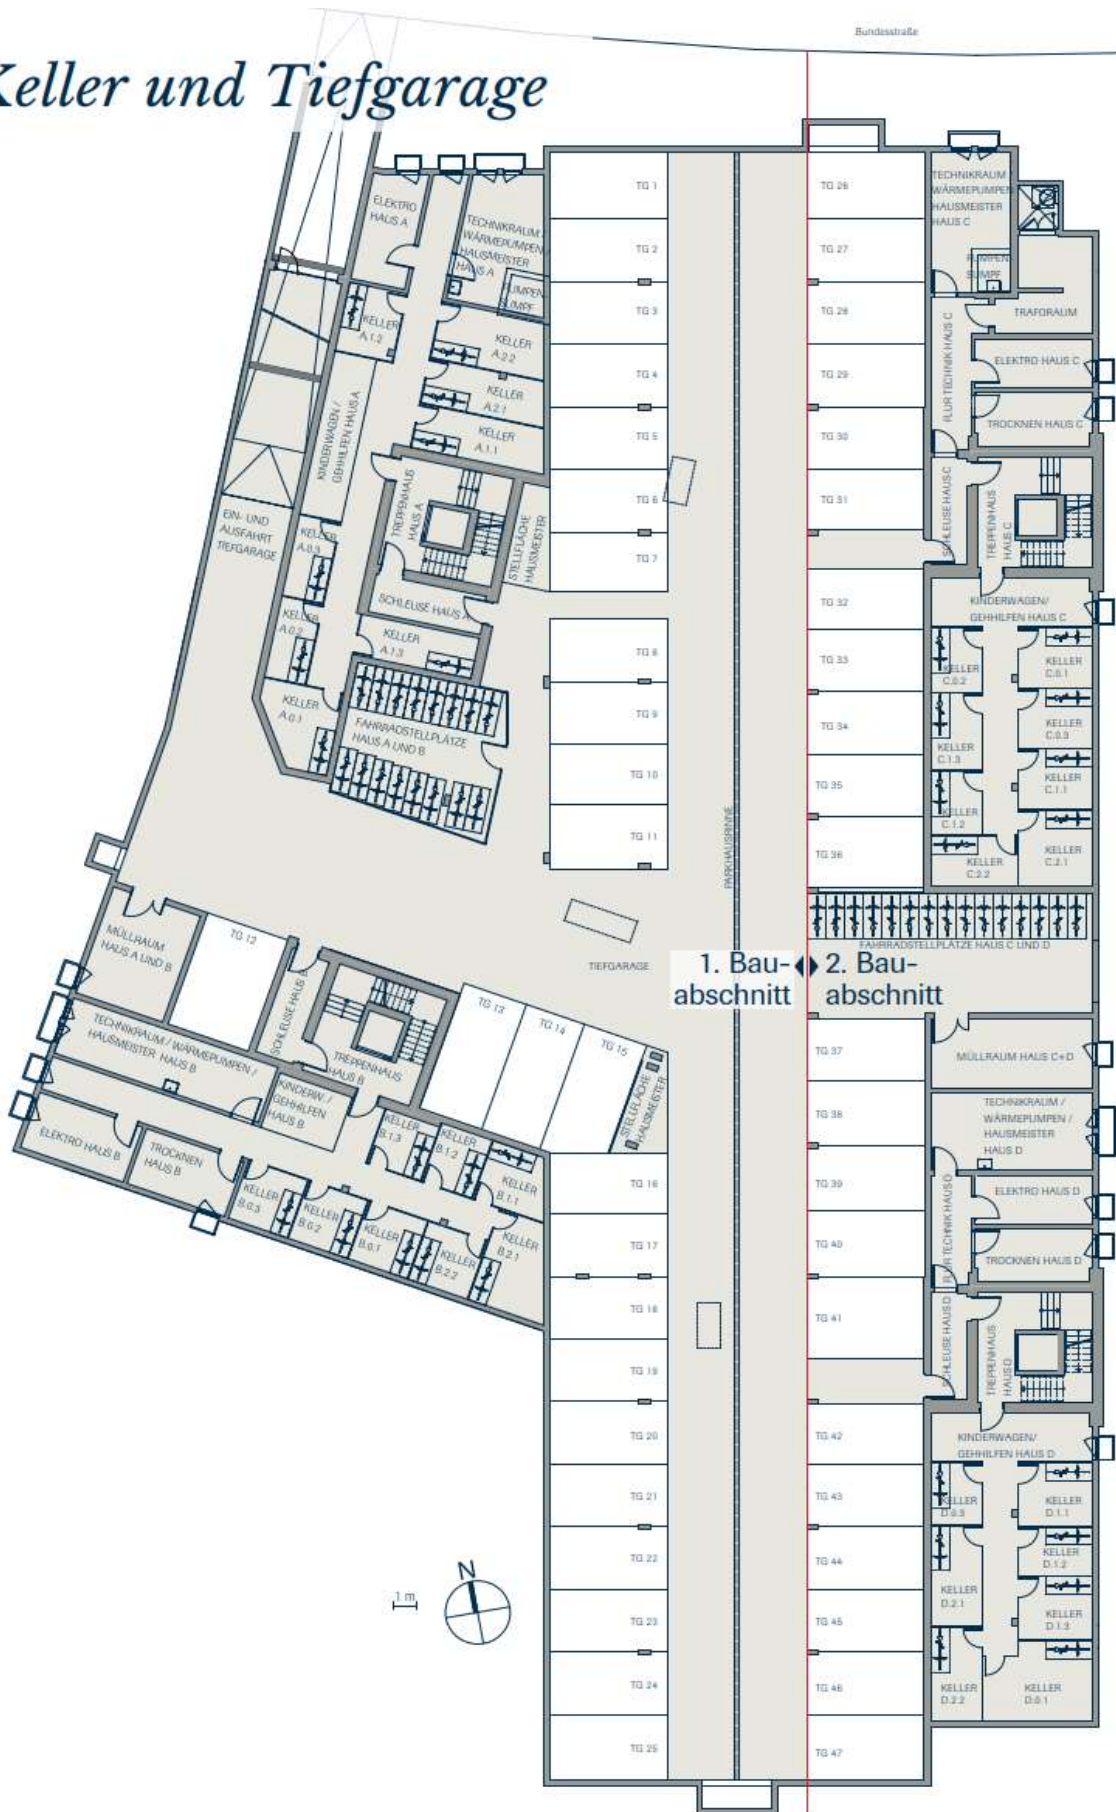 Bundesstraße
Keller und Tiefgarage
ELEKTRO
HAUS A
TECHNIKRAUM /
WÄRMEPUMPEN /
HAUSMEISTER
HAUS A
PUMPEN
SUMPF
KELLER
A.1.2
KELLER
A.2.2
KELLER
A.2.1
KELLER
A.1.1
KINDERWAGEN /
GEHHILFEN HAUS A
TREPPENHAUS
HAUS A
STELLFLÄCHE
HAUSMEISTER
EIN- UND
AUSFAHRT
TIEFGARAGE
KELLER
A.0.3
SCHLEUSE HAUS A
KELLER
A.0.2
KELLER
A.1.3
KELLER
A.0.1
FAHRRADSTELLPLÄTZE
HAUS A UND B
TG 1
TG 2
TG 3
TG 4
TG 5
TG 6
TG 7
TG 8
TG 9
TG 10
TG 11
PARKHAUSRINNE
TG 26
TG 27
TG 28
TG 29
TG 30
TG 31
TG 32
TG 33
TG 34
TG 35
TG 36
TECHNIKRAUM /
WÄRMEPUMPEN
HAUSMEISTER
HAUS C
PUMPEN
SUMPF
TRAFORAUM
FLUR TECHNIK HAUS C
ELEKTRO HAUS C
TROCKNEN HAUS C
SCHLEUSE HAUS C
TREPPENHAUS
HAUS C
KINDERWAGEN/
GEHHILFEN HAUS C
KELLER
C.0.2
KELLER
C.0.1
KELLER
C.0.3
KELLER
C.1.3
KELLER
C.1.1
KELLER
C.1.2
KELLER
C.2.2
KELLER
C.2.1
FAHRRADSTELLPLÄTZE HAUS C UND D
TIEFGARAGE
1. Bau-
abschnitt
2. Bau-
abschnitt
MÜLLRAUM
HAUS A UND B
TG 12
SCHLEUSE HAUS B
TREPPENHAUS
HAUS B
TG 13
TG 14
TG 15
STELLFLÄCHE
HAUSMEISTER
TECHNIKRAUM / WÄRMEPUMPEN /
HAUSMEISTER HAUS B
KINDERW. /
GEHHILFEN
HAUS B
ELEKTRO HAUS B
TROCKNEN
HAUS B
KELLER
B.1.3
KELLER
B.1.2
KELLER
B.1.1
KELLER
B.0.3
KELLER
B.0.2
KELLER
B.0.1
KELLER
B.2.2
KELLER
B.2.1
TG 16
TG 17
TG 18
TG 19
TG 20
TG 21
TG 22
TG 23
TG 24
TG 25
TG 37
TG 38
TG 39
TG 40
TG 41
TG 42
TG 43
TG 44
TG 45
TG 46
TG 47
MÜLLRAUM HAUS C+D
TECHNIKRAUM /
WÄRMEPUMPEN /
HAUSMEISTER
HAUS D
FLUR TECHNIK HAUS D
ELEKTRO HAUS D
TROCKNEN HAUS D
SCHLEUSE HAUS D
TREPPENHAUS
HAUS D
KINDERWAGEN/
GEHHILFEN HAUS D
KELLER
D.0.3
KELLER
D.1.1
KELLER
D.1.2
KELLER
D.2.1
KELLER
D.1.3
KELLER
D.2.2
KELLER
D.0.1
1 m
N